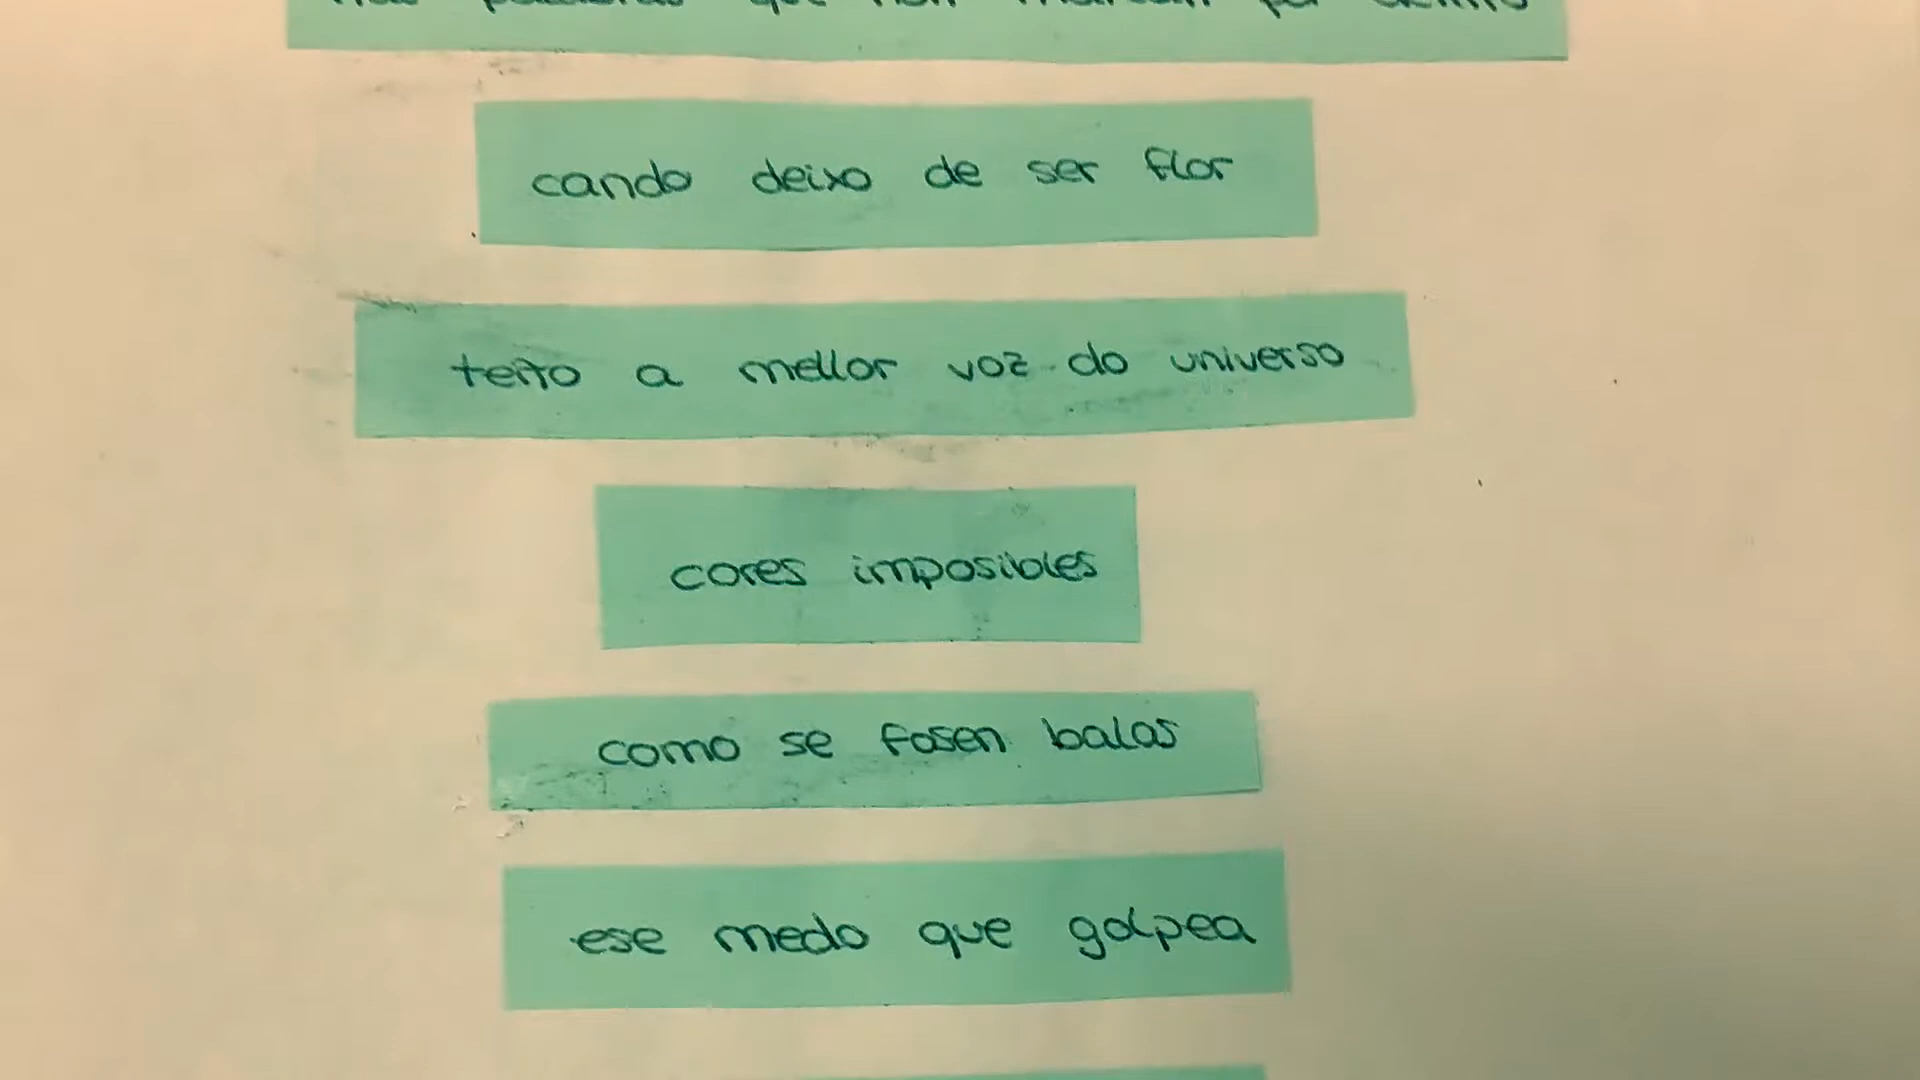 cando deixo de ser flor
teño a mellor voz do universo
cores imposibles
como se fosen balas
ese medo que golpea